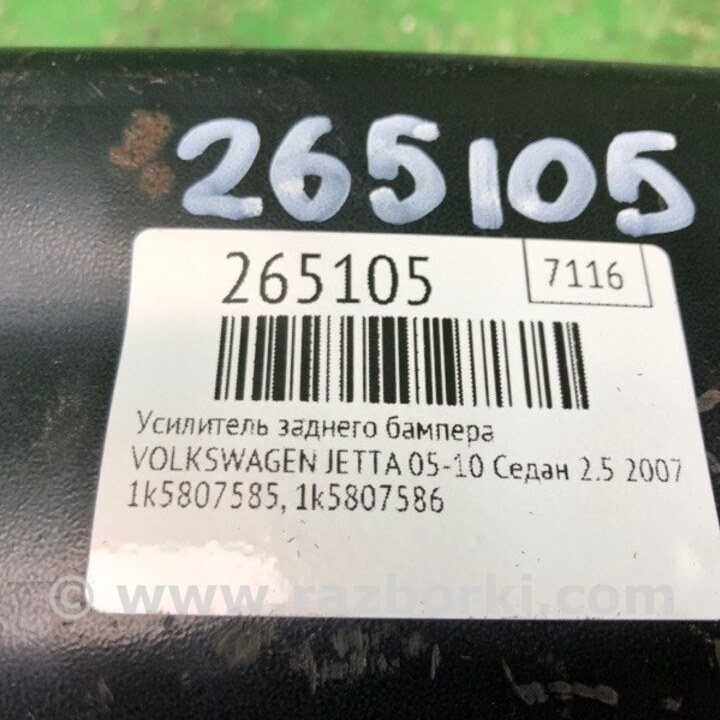 265105
265105
7116
Усилитель заднего бампера
VOLKSWAGEN JETTA 05-10 Седан 2.5 2007
1k5807585, 1k5807586
© www.razborki.com